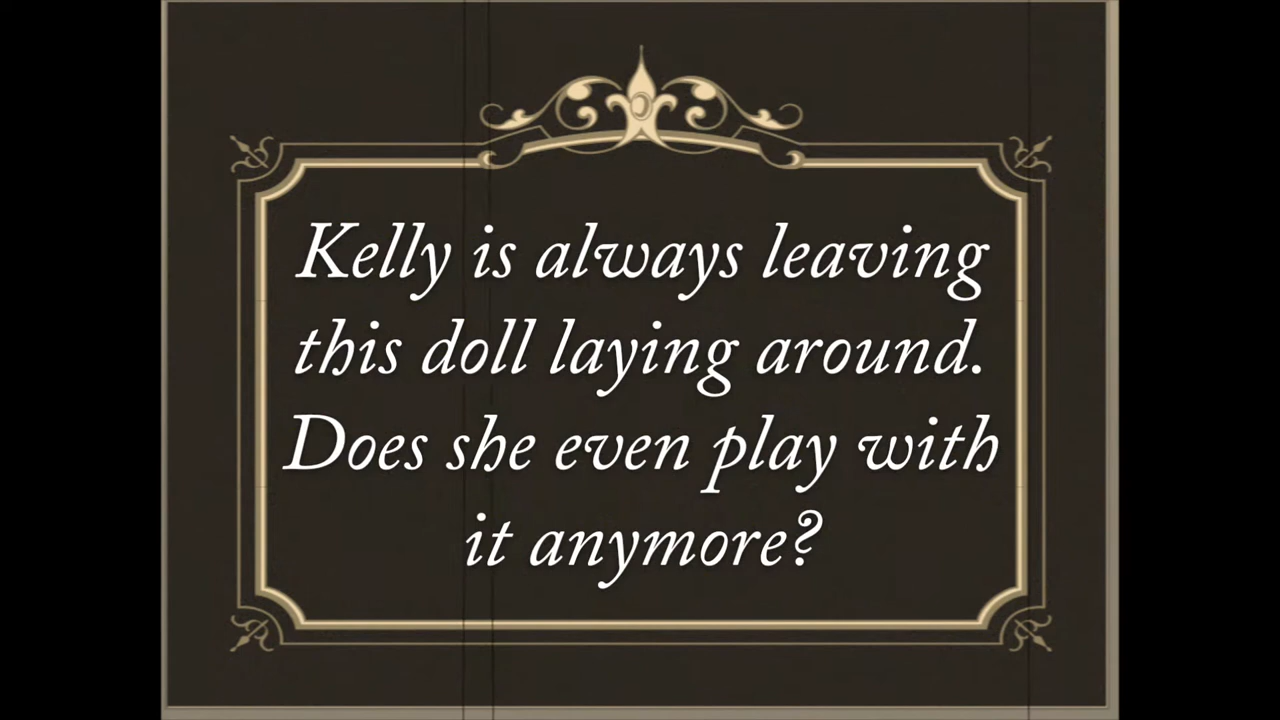 Kelly is always leaving
this doll laying around.
Does she even play with
it anymore?